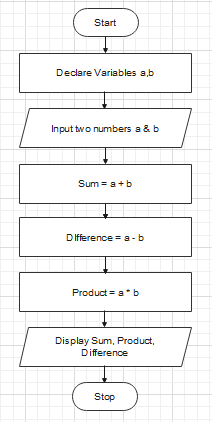 Start
Declare Variables a,b
Input two numbers a & b
Sum = a + b
DIfference = a - b
Product = a * b
Display Sum, Product,
Difference
Stop